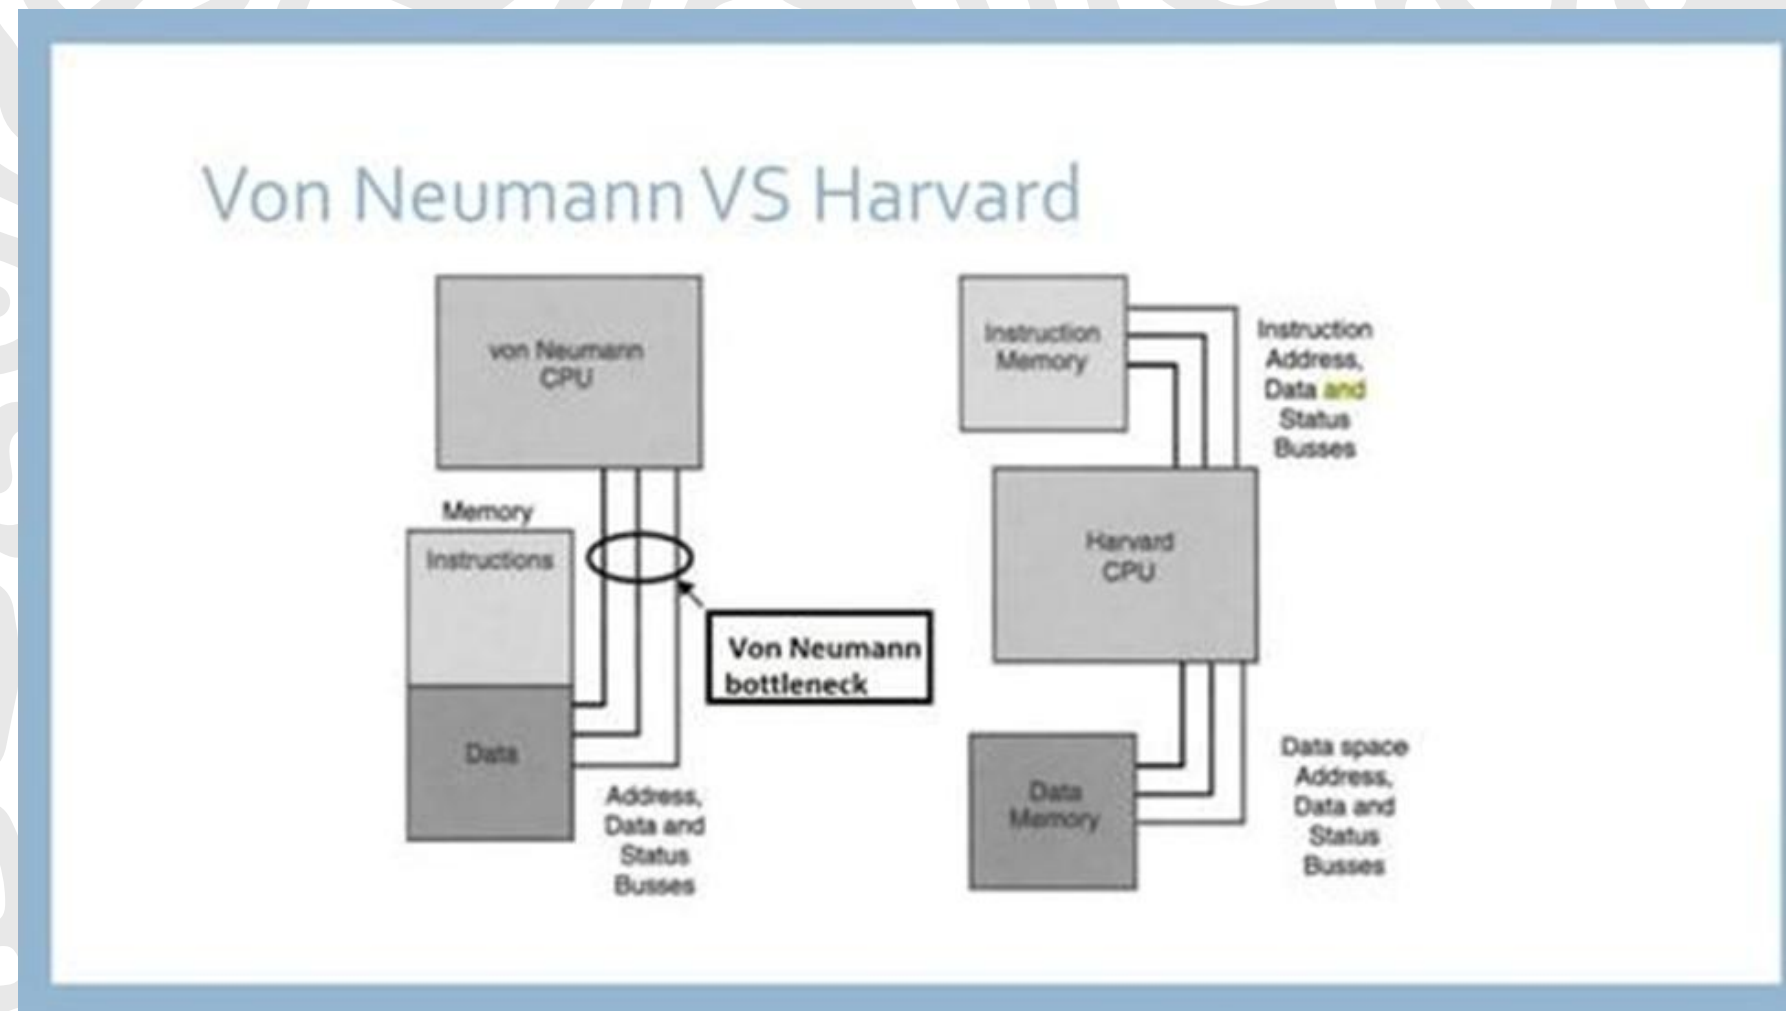 Von Neumann VS Harvard
von Neumann
CPU
Memory
Instructions
Data
Von Neumann
bottleneck
Address,
Data and
Status
Busses
Instruction
Memory
Instruction
Address,
Data and
Status
Busses
Harvard
CPU
Data
Memory
Data space
Address,
Data and
Status
Busses